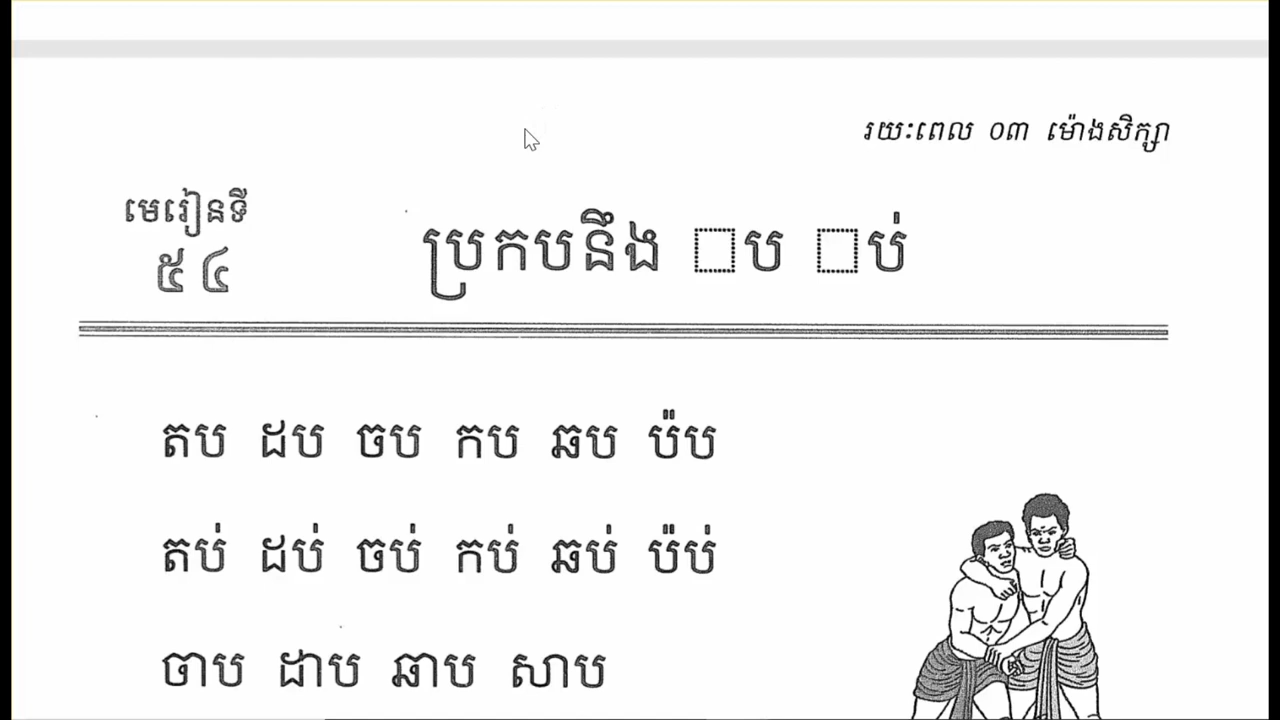 រយៈពេល ០៣ ម៉ោងសិក្សា
មេរៀនទី
៥៤
ប្រកបនឹង □ប □ប់
តប ដប ចប កប ឆប ប៉ប
តប់ ដប់ ចប់ កប់ ឆប់ ប៉ប់
ចាប ដាប ឆាប សាប